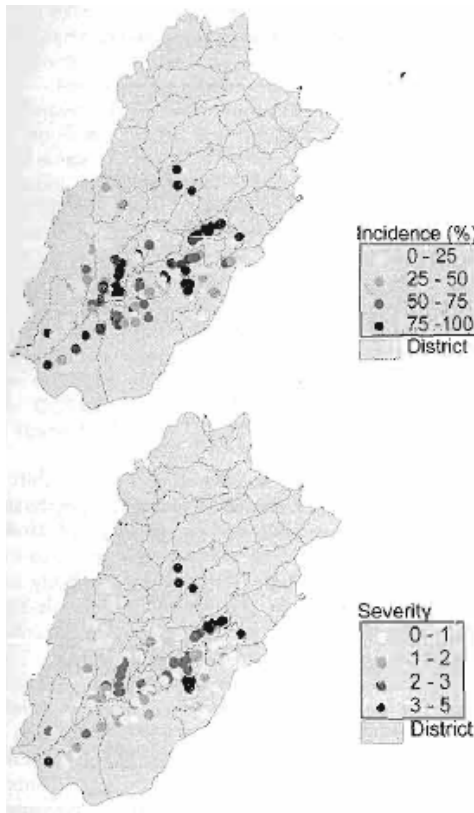 Incidence (%)
0 - 25
25 - 50
50 - 75
75 -100
District
Severity
0 - 1
1 - 2
2 - 3
3 - 5
District